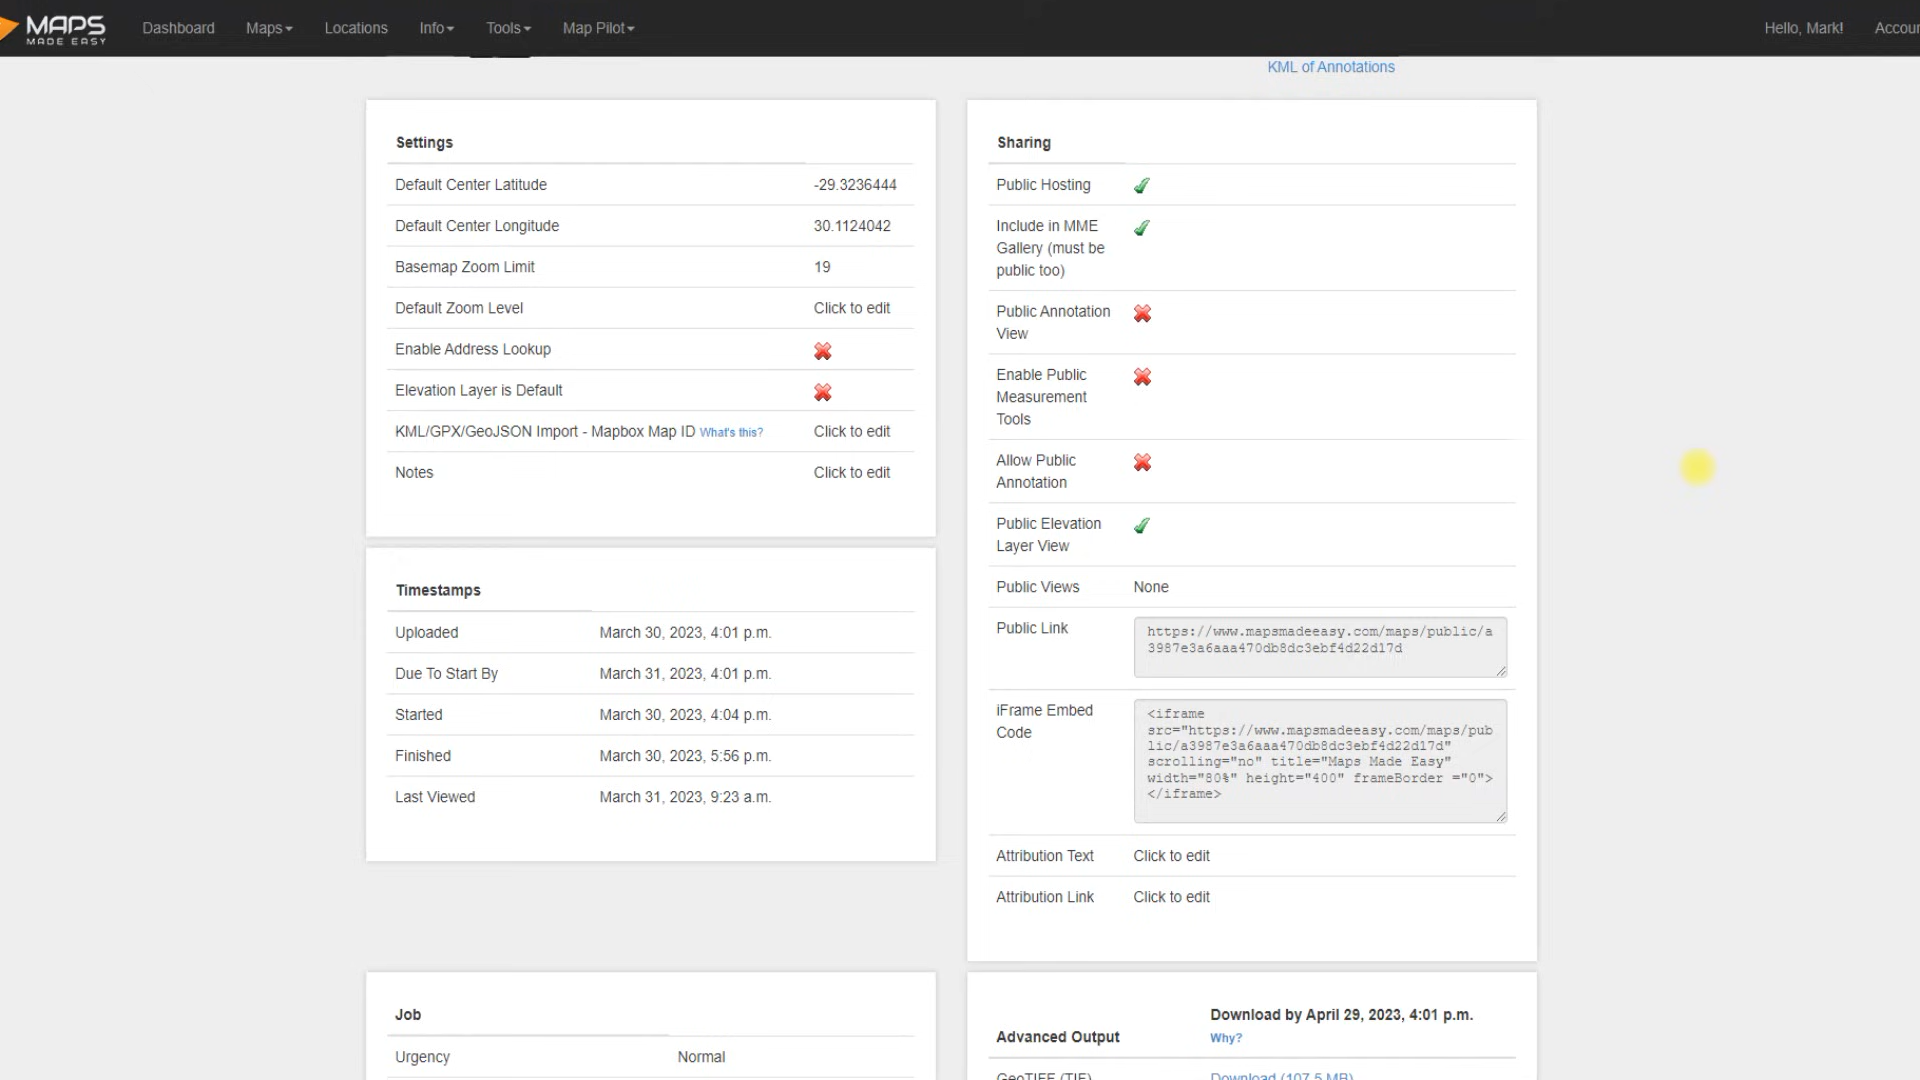 MAPS
MADE EASY
Dashboard
Maps
Locations
Info
Tools
Map Pilot
Hello, Mark!
Accoun
KML of Annotations
Settings
Default Center Latitude -29.3236444
Default Center Longitude 30.1124042
Basemap Zoom Limit 19
Default Zoom Level Click to edit
Enable Address Lookup
Elevation Layer is Default
KML/GPX/GeoJSON Import - Mapbox Map ID What's this? Click to edit
Notes Click to edit
Timestamps
Uploaded March 30, 2023, 4:01 p.m.
Due To Start By March 31, 2023, 4:01 p.m.
Started March 30, 2023, 4:04 p.m.
Finished March 30, 2023, 5:56 p.m.
Last Viewed March 31, 2023, 9:23 a.m.
Job
Urgency Normal
Sharing
Public Hosting
Include in MME
Gallery (must be
public too)
Public Annotation
View
Enable Public
Measurement
Tools
Allow Public
Annotation
Public Elevation
Layer View
Public Views None
Public Link
https://www.mapsmadeeasy.com/maps/public/a
3987e3a6aaa470db8dc3ebf4d22d17d
iFrame Embed
Code
<iframe
src="https://www.mapsmadeeasy.com/maps/pub
lic/a3987e3a6aaa470db8dc3ebf4d22d17d"
scrolling="no" title="Maps Made Easy"
width="80%" height="400" frameBorder ="0">
</iframe>
Attribution Text Click to edit
Attribution Link Click to edit
Advanced Output
Download by April 29, 2023, 4:01 p.m.
Why?
GeoTIFF (TIF) Download (107.5 MB)